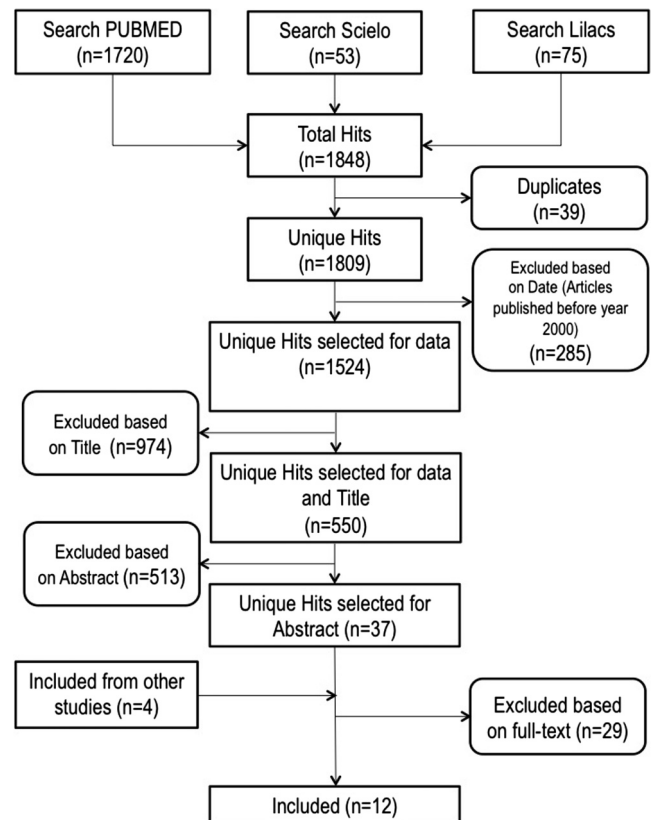 Search PUBMED
(n=1720)
Search Scielo
(n=53)
Search Lilacs
(n=75)
Total Hits
(n=1848)
Duplicates
(n=39)
Unique Hits
(n=1809)
Excluded based
on Date (Articles
published before year
2000)
(n=285)
Unique Hits selected for data
(n=1524)
Excluded based
on Title (n=974)
Unique Hits selected for data
and Title
(n=550)
Excluded based
on Abstract (n=513)
Unique Hits selected for
Abstract (n=37)
Included from other
studies (n=4)
Excluded based
on full-text (n=29)
Included (n=12)